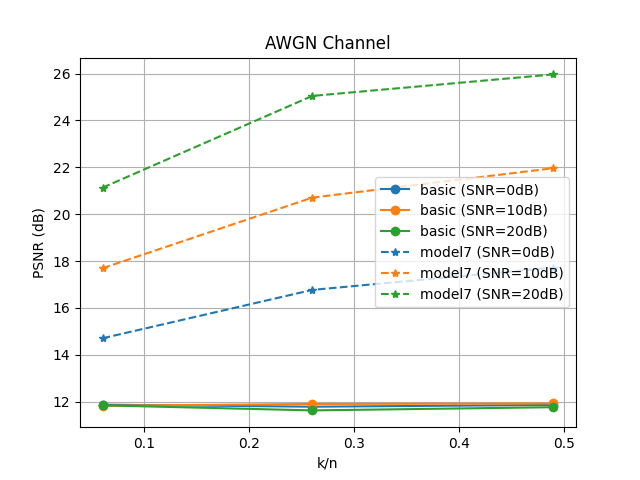 AWGN Channel
26
24
22
20
18
16
14
12
PSNR (dB)
basic (SNR=0dB)
basic (SNR=10dB)
basic (SNR=20dB)
model7 (SNR=0dB)
model7 (SNR=10dB)
model7 (SNR=20dB)
0.1 0.2 0.3 0.4 0.5
k/n